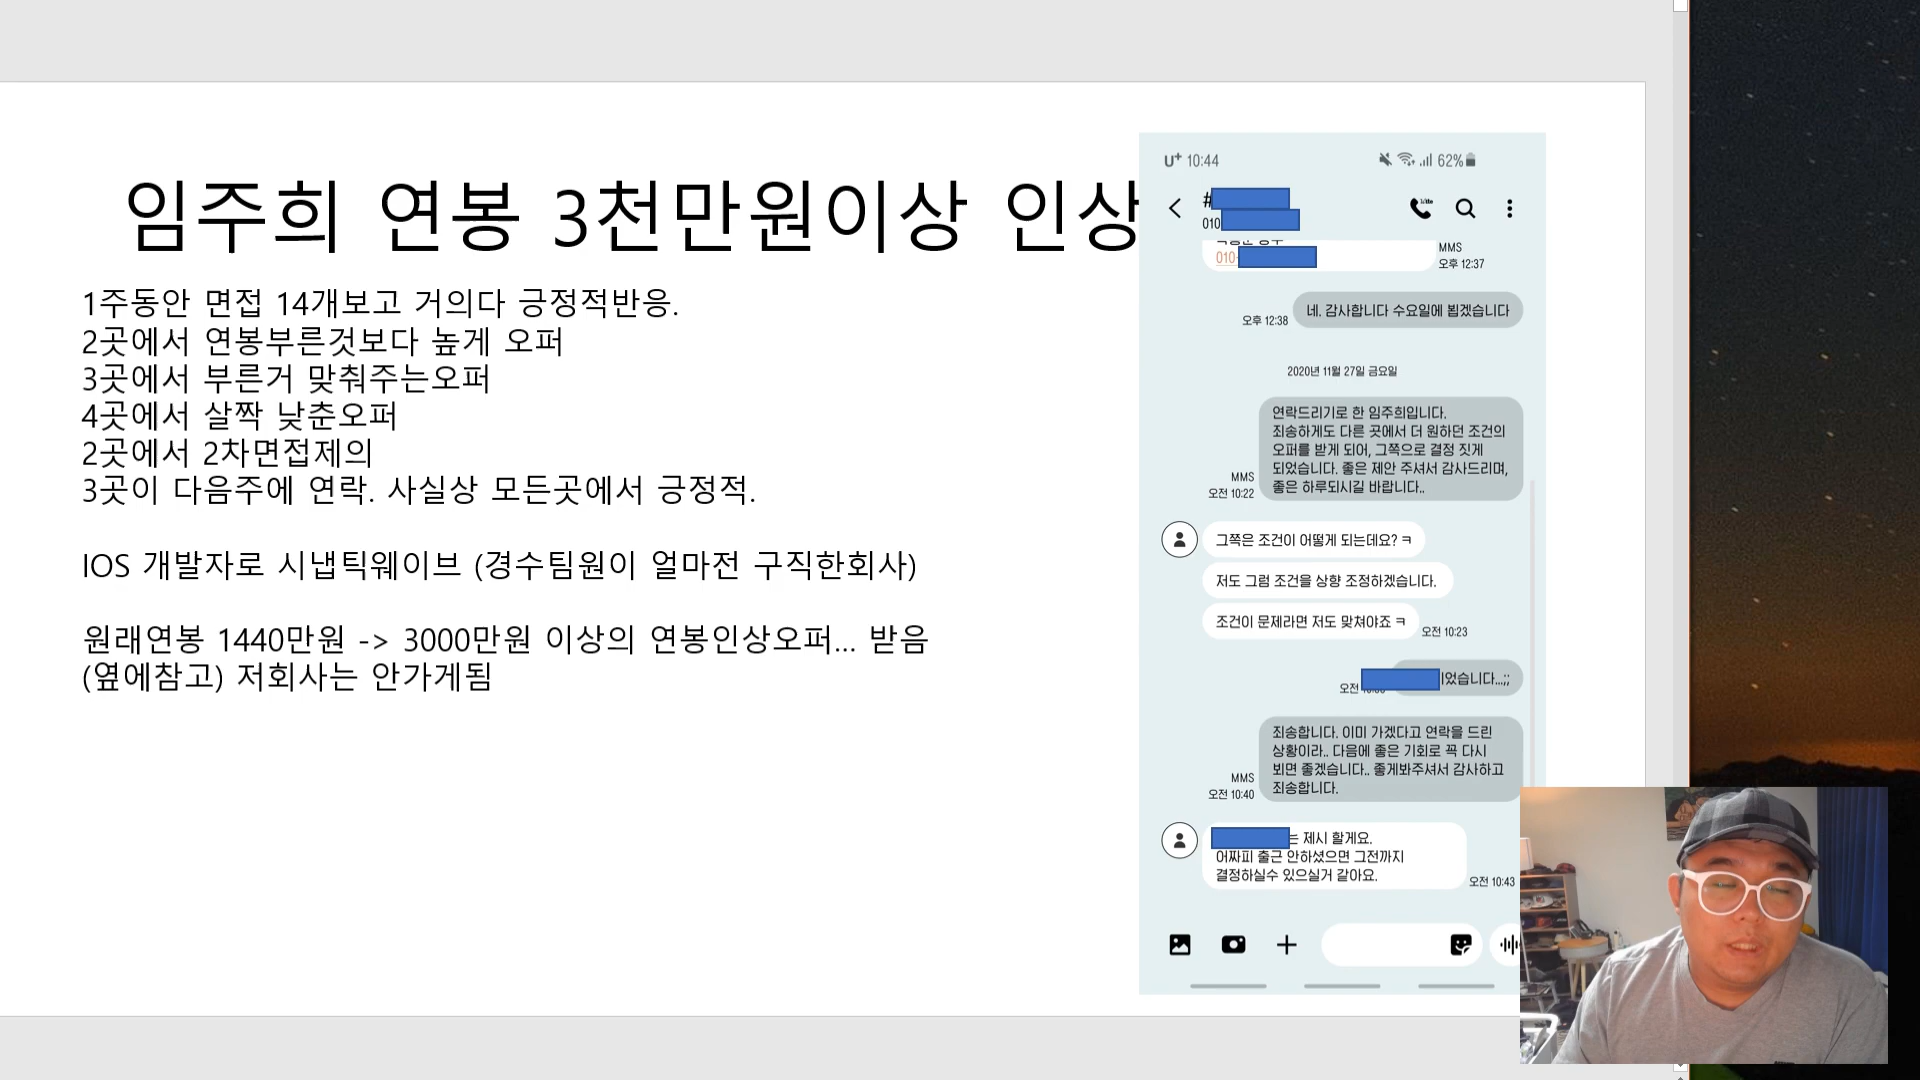 임주희 연봉 3천만원이상 인상
1주동안 면접 14개보고 거의다 긍정적반응.
2곳에서 연봉부른것보다 높게 오퍼
3곳에서 부른거 맞춰주는오퍼
4곳에서 살짝 낮춘오퍼
2곳에서 2차면접제의
3곳이 다음주에 연락. 사실상 모든곳에서 긍정적.
IOS 개발자로 시냅틱웨이브 (경수팀원이 얼마전 구직한회사)
원래연봉 1440만원 -> 3000만원 이상의 연봉인상오퍼... 받음
(옆에참고) 저회사는 안가게됨
U+ 10:44
62%
#
010
010-
MMS
오후 12:37
네. 감사합니다 수요일에 뵙겠습니다
오후 12:38
2020년 11월 27일 금요일
연락드리기로 한 임주희입니다.
죄송하게도 다른 곳에서 더 원하던 조건의
오퍼를 받게 되어, 그쪽으로 결정 짓게
되었습니다. 좋은 제안 주셔서 감사드리며,
좋은 하루되시길 바랍니다..
MMS
오전 10:22
그쪽은 조건이 어떻게 되는데요? ㅋ
저도 그럼 조건을 상향 조정하겠습니다.
조건이 문제라면 저도 맞쳐야죠 ㅋ
오전 10:23
이었습니다...;;
오전
죄송합니다. 이미 가겠다고 연락을 드린
상황이라.. 다음에 좋은 기회로 꼭 다시
뵈면 좋겠습니다.. 좋게봐주셔서 감사하고
죄송합니다.
MMS
오전 10:40
는 제시 할게요.
어짜피 출근 안하셨으면 그전까지
결정하실수 있으실거 같아요.
오전 10:43